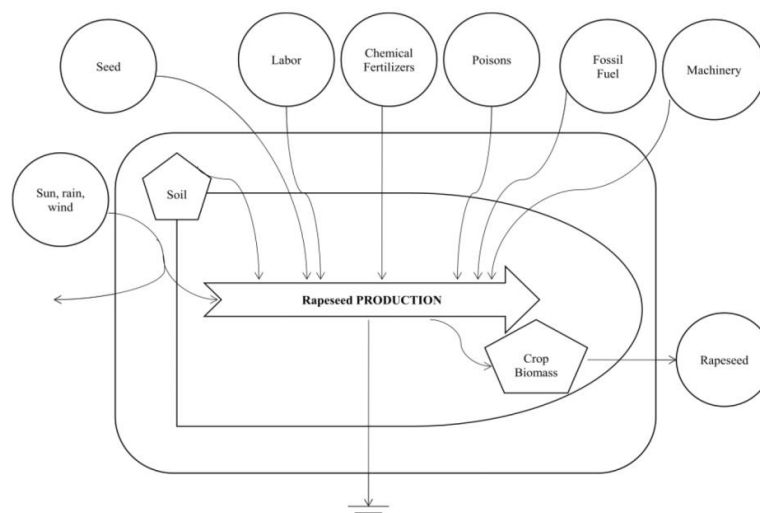 Seed
Labor
Chemical
Fertilizers
Poisons
Fossil
Fuel
Machinery
Sun, rain,
wind
Soil
Rapeseed PRODUCTION
Crop
Biomass
Rapeseed